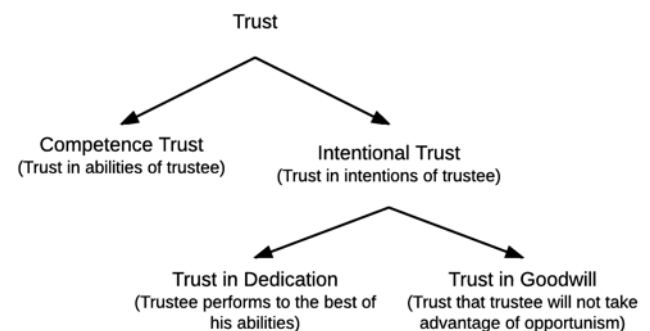 Trust
Competence Trust
(Trust in abilities of trustee)
Intentional Trust
(Trust in intentions of trustee)
Trust in Dedication
(Trustee performs to the best of
his abilities)
Trust in Goodwill
(Trust that trustee will not take
advantage of opportunism)